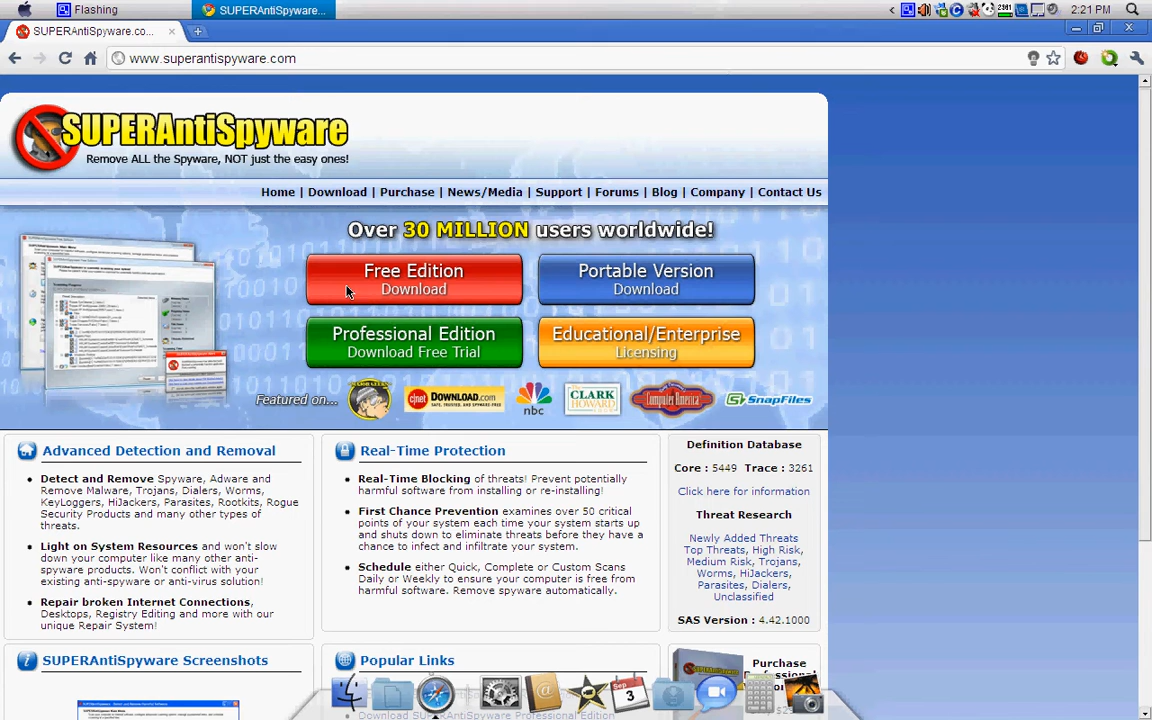 Flashing
SUPERAntiSpyware...
2:21 PM
SUPERAntiSpyware.co...
www.superantispyware.com
SUPERAntiSpyware
Remove ALL the Spyware, NOT just the easy ones!
Home | Download | Purchase | News/Media | Support | Forums | Blog | Company | Contact Us
Over 30 MILLION users worldwide!
Free Edition
Download
Portable Version
Download
Professional Edition
Download Free Trial
Educational/Enterprise
Licensing
Featured on...
cnet DOWNLOAD.com
nbc
CLARK
HOWARD
Computer America
SnapFiles
Advanced Detection and Removal
• Detect and Remove Spyware, Adware and
Remove Malware, Trojans, Dialers, Worms,
KeyLoggers, HiJackers, Parasites, Rootkits, Rogue
Security Products and many other types of
threats.
• Light on System Resources and won't slow
down your computer like many other anti-
spyware products. Won't conflict with your
existing anti-spyware or anti-virus solution!
• Repair broken Internet Connections,
Desktops, Registry Editing and more with our
unique Repair System!
Real-Time Protection
• Real-Time Blocking of threats! Prevent potentially
harmful software from installing or re-installing!
• First Chance Prevention examines over 50 critical
points of your system each time your system starts up
and shuts down to eliminate threats before they have a
chance to infect and infiltrate your system.
• Schedule either Quick, Complete or Custom Scans
Daily or Weekly to ensure your computer is free from
harmful software. Remove spyware automatically.
Definition Database
Core : 5449 Trace : 3261
Click here for information
Threat Research
Newly Added Threats
Top Threats, High Risk,
Medium Risk, Trojans,
Worms, HiJackers,
Parasites, Dialers,
Unclassified
SAS Version : 4.42.1000
SUPERAntiSpyware Screenshots
Popular Links
Purchase
Download SUPERAntiSpyware Professional Edition
Sep
3